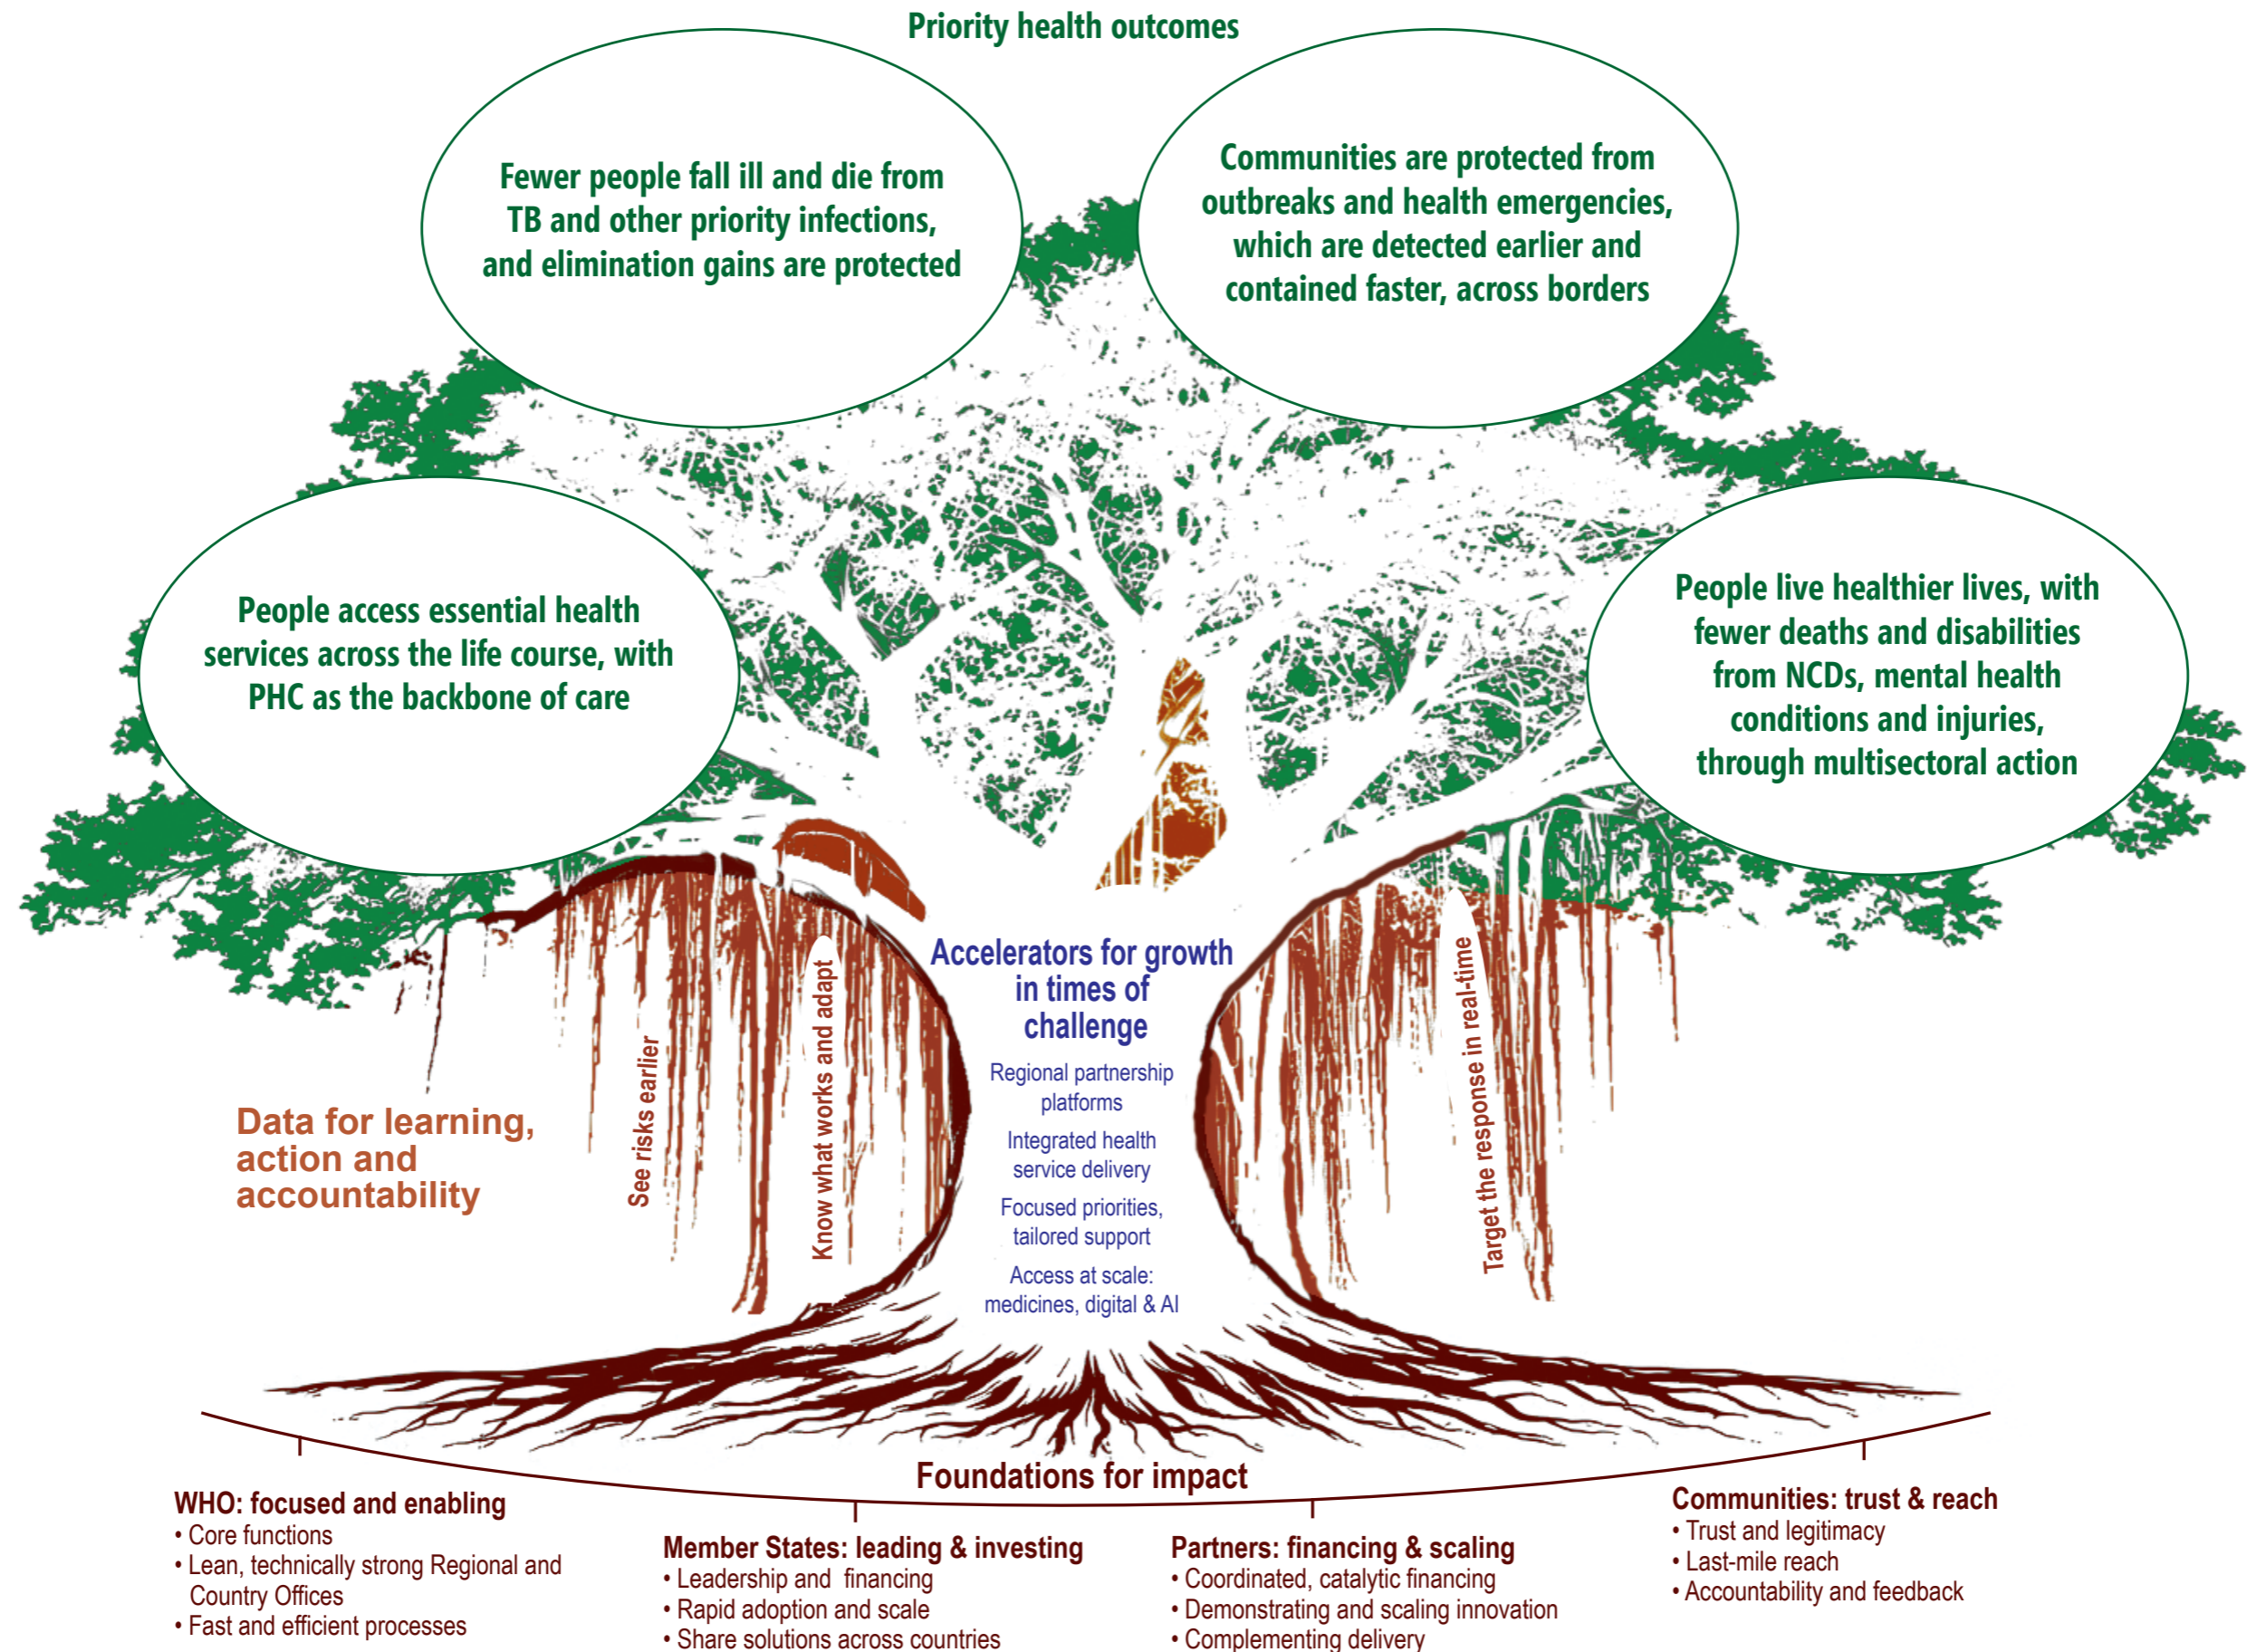 Priority health outcomes
Fewer people fall ill and die from
TB and other priority infections,
and elimination gains are protected
Communities are protected from
outbreaks and health emergencies,
which are detected earlier and
contained faster, across borders
People access essential health
services across the life course, with
PHC as the backbone of care
People live healthier lives, with
fewer deaths and disabilities
from NCDs, mental health
conditions and injuries,
through multisectoral action
Data for learning,
action and
accountability
See risks earlier
Know what works and adapt
Accelerators for growth
in times of
challenge
Regional partnership
platforms
Integrated health
service delivery
Focused priorities,
tailored support
Access at scale:
medicines, digital & AI
Target the response in real-time
Foundations for impact
WHO: focused and enabling
• Core functions
• Lean, technically strong Regional and
Country Offices
• Fast and efficient processes
Member States: leading & investing
• Leadership and financing
• Rapid adoption and scale
• Share solutions across countries
Partners: financing & scaling
• Coordinated, catalytic financing
• Demonstrating and scaling innovation
• Complementing delivery
Communities: trust & reach
• Trust and legitimacy
• Last-mile reach
• Accountability and feedback